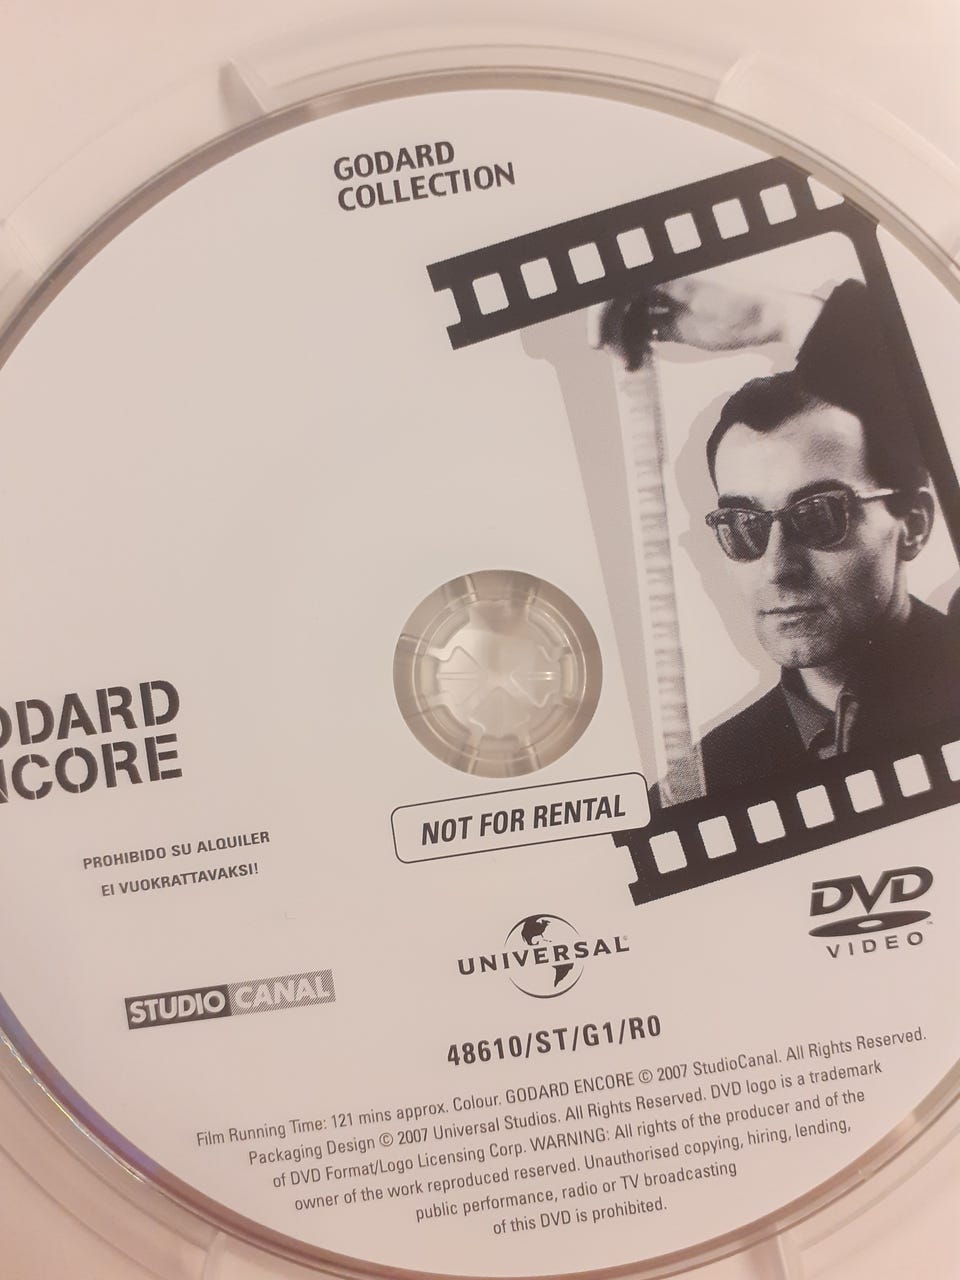 GODARD
COLLECTION
ODARD
NCORE
PROHIBIDO SU ALQUILER
EI VUOKRATTAVAKSI!
NOT FOR RENTAL
STUDIO CANAL
UNIVERSAL®
DVD
VIDEO™
48610/ST/G1/R0
Film Running Time: 121 mins approx. Colour. GODARD ENCORE © 2007 StudioCanal. All Rights Reserved.
Packaging Design © 2007 Universal Studios. All Rights Reserved. DVD logo is a trademark
of DVD Format/Logo Licensing Corp. WARNING: All rights of the producer and of the
owner of the work reproduced reserved. Unauthorised copying, hiring, lending,
public performance, radio or TV broadcasting
of this DVD is prohibited.